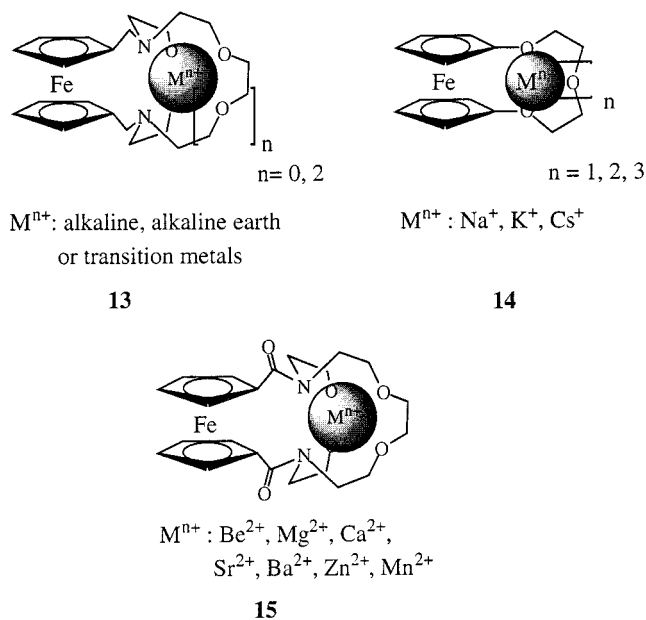 N O O
Fe M^{n+}
N O
n
n= 0, 2
M^{n+}: alkaline, alkaline earth
or transition metals
13
O
Fe M^{n} O
O n
n = 1, 2, 3
M^{n+} : Na^{+}, K^{+}, Cs^{+}
14
O
N O O
Fe M^{n+}
N O
O
M^{n+} : Be^{2+}, Mg^{2+}, Ca^{2+},
Sr^{2+}, Ba^{2+}, Zn^{2+}, Mn^{2+}
15